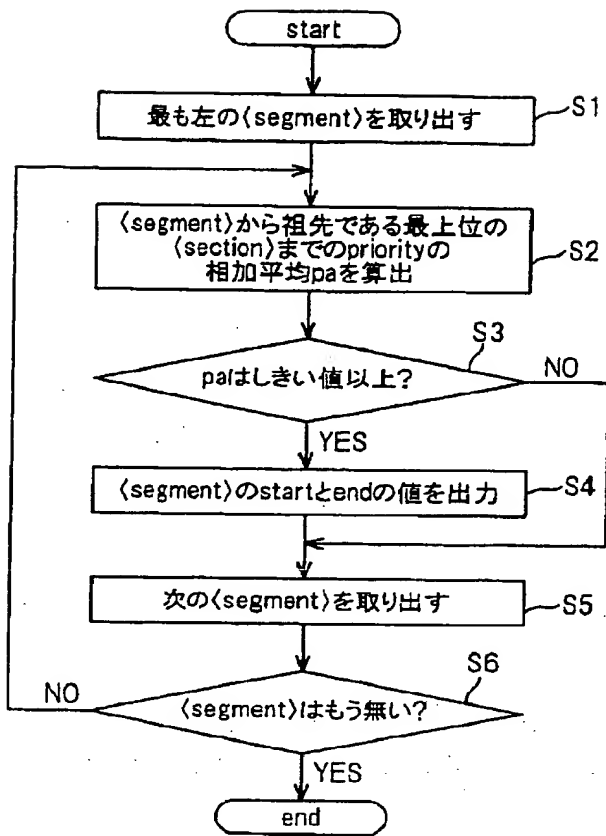 start
最も左の〈segment〉を取り出す
S1
〈segment〉から祖先である最上位の
〈section〉までのpriorityの
相加平均paを算出
S2
S3
paはしきい値以上?
NO
YES
〈segment〉のstartとendの値を出力
S4
次の〈segment〉を取り出す
S5
S6
NO
〈segment〉はもう無い?
YES
end